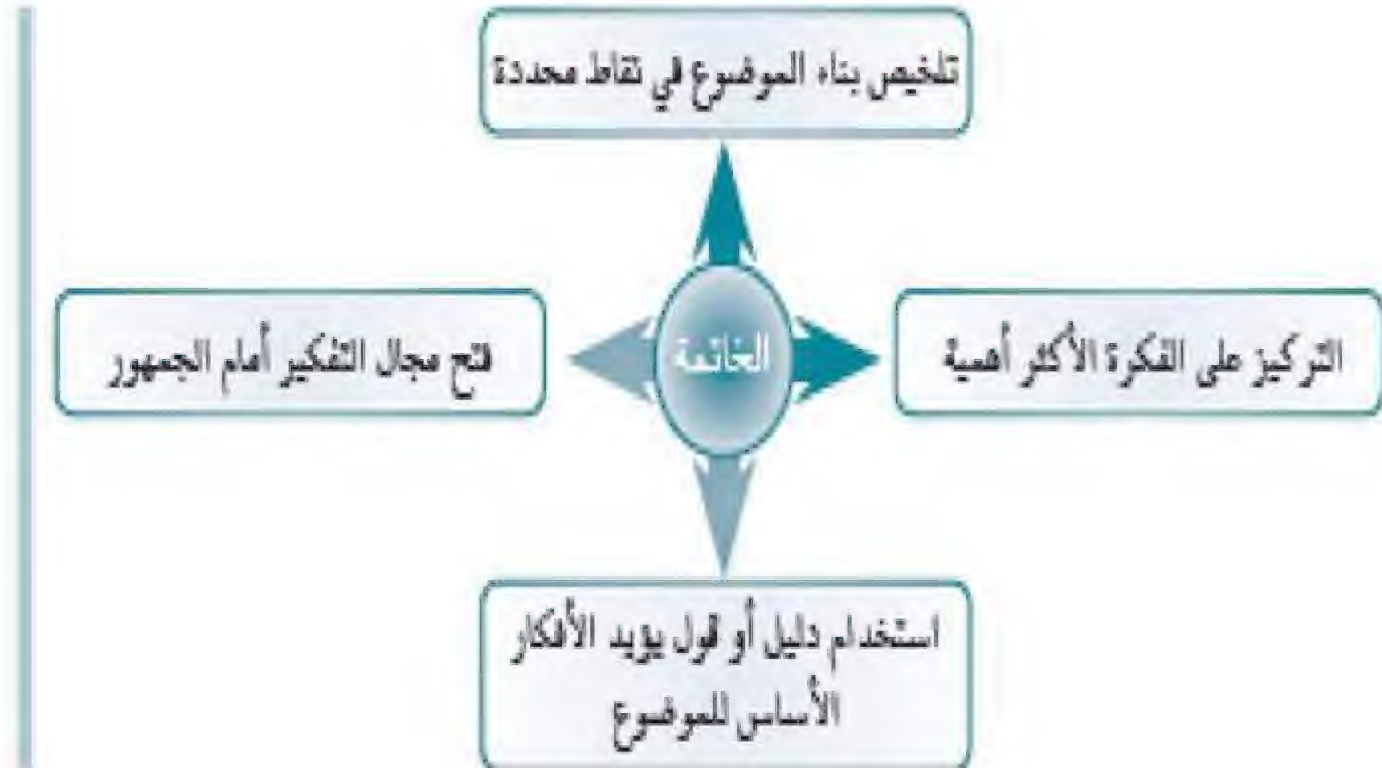 تلخيص بناء الموضوع في نقاط محددة
التركيز على الفكرة الأكثر أهمية
الخاتمة
فتح مجال التفكير أمام الجمهور
استخدام دليل أو قول يؤيد الأفكار
الأساس للموضوع